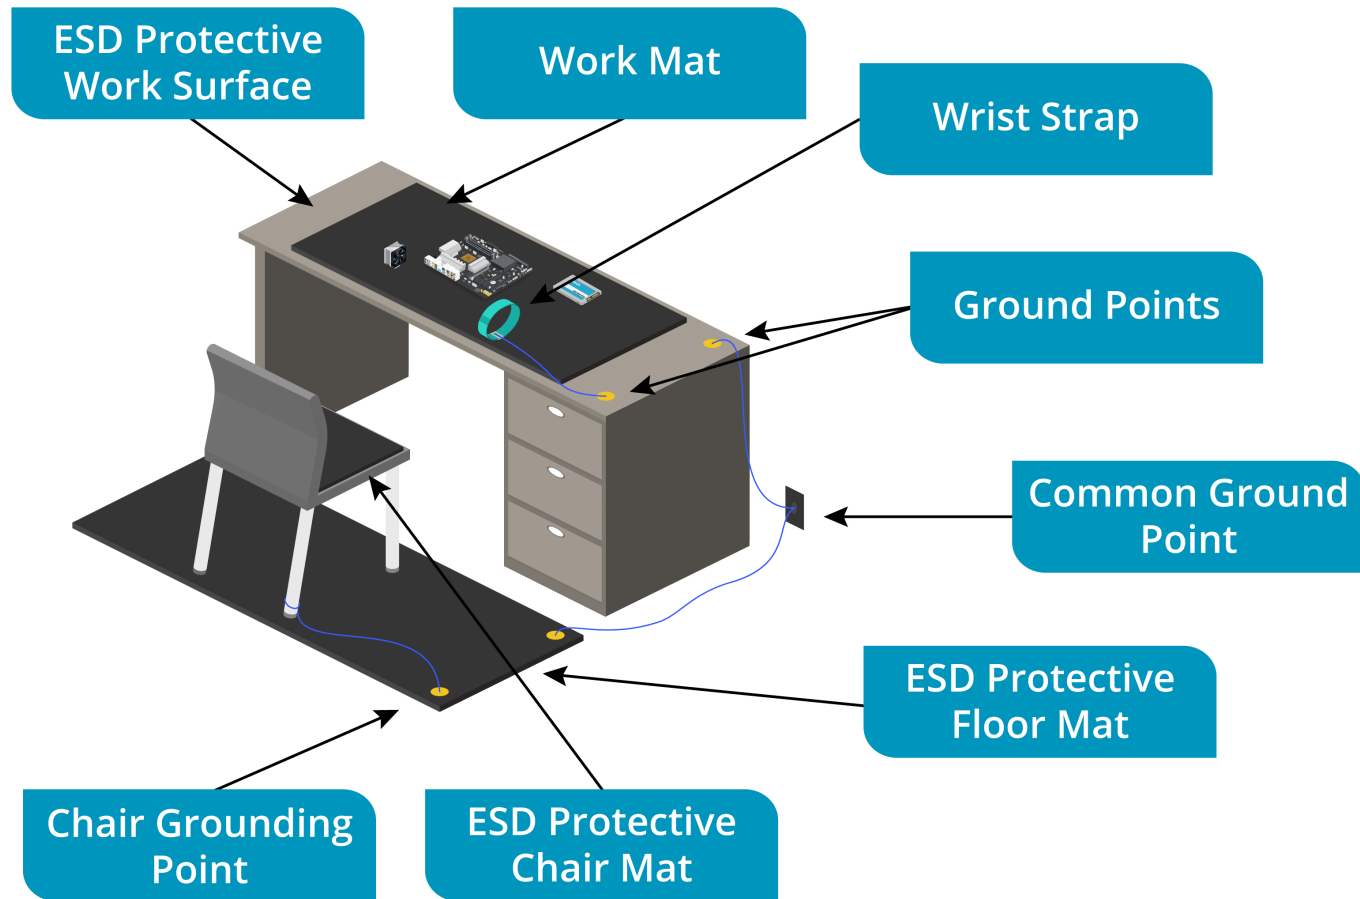 ESD Protective
Work Surface
Work Mat
Wrist Strap
Ground Points
Common Ground
Point
ESD Protective
Floor Mat
Chair Grounding
Point
ESD Protective
Chair Mat